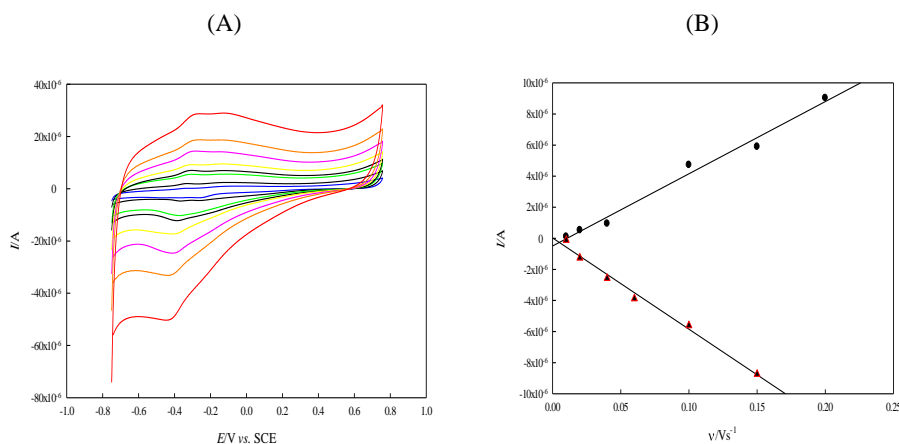 (A)
(B)
40x10⁻⁶
20x10⁻⁶
0
-20x10⁻⁶
-40x10⁻⁶
-60x10⁻⁶
-80x10⁻⁶
I/A
-1.0 -0.8 -0.6 -0.4 -0.2 0.0 0.2 0.4 0.6 0.8 1.0
E/V vs. SCE
10x10⁻⁶
8x10⁻⁶
6x10⁻⁶
4x10⁻⁶
2x10⁻⁶
0
-2x10⁻⁶
-4x10⁻⁶
-6x10⁻⁶
-8x10⁻⁶
-10x10⁻⁶
I/A
0.00 0.05 0.10 0.15 0.20 0.25
ν/Vs⁻¹